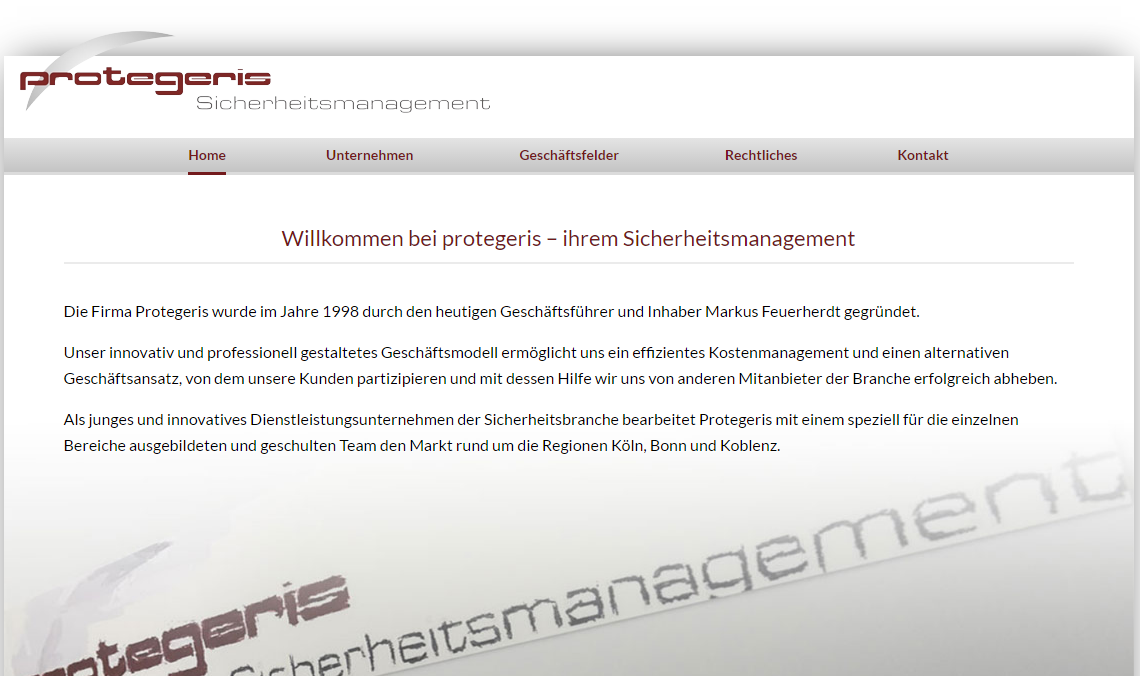 protegeris
Sicherheitsmanagement
Home Unternehmen Geschäftsfelder Rechtliches Kontakt
Willkommen bei protegeris – ihrem Sicherheitsmanagement
Die Firma Protegeris wurde im Jahre 1998 durch den heutigen Geschäftsführer und Inhaber Markus Feuerherdt gegründet.
Unser innovativ und professionell gestaltetes Geschäftsmodell ermöglicht uns ein effizientes Kostenmanagement und einen alternativen
Geschäftsansatz, von dem unsere Kunden partizipieren und mit dessen Hilfe wir uns von anderen Mitanbieter der Branche erfolgreich abheben.
Als junges und innovatives Dienstleistungsunternehmen der Sicherheitsbranche bearbeitet Protegeris mit einem speziell für die einzelnen
Bereiche ausgebildeten und geschulten Team den Markt rund um die Regionen Köln, Bonn und Koblenz.
protegeris
Sicherheitsmanagement